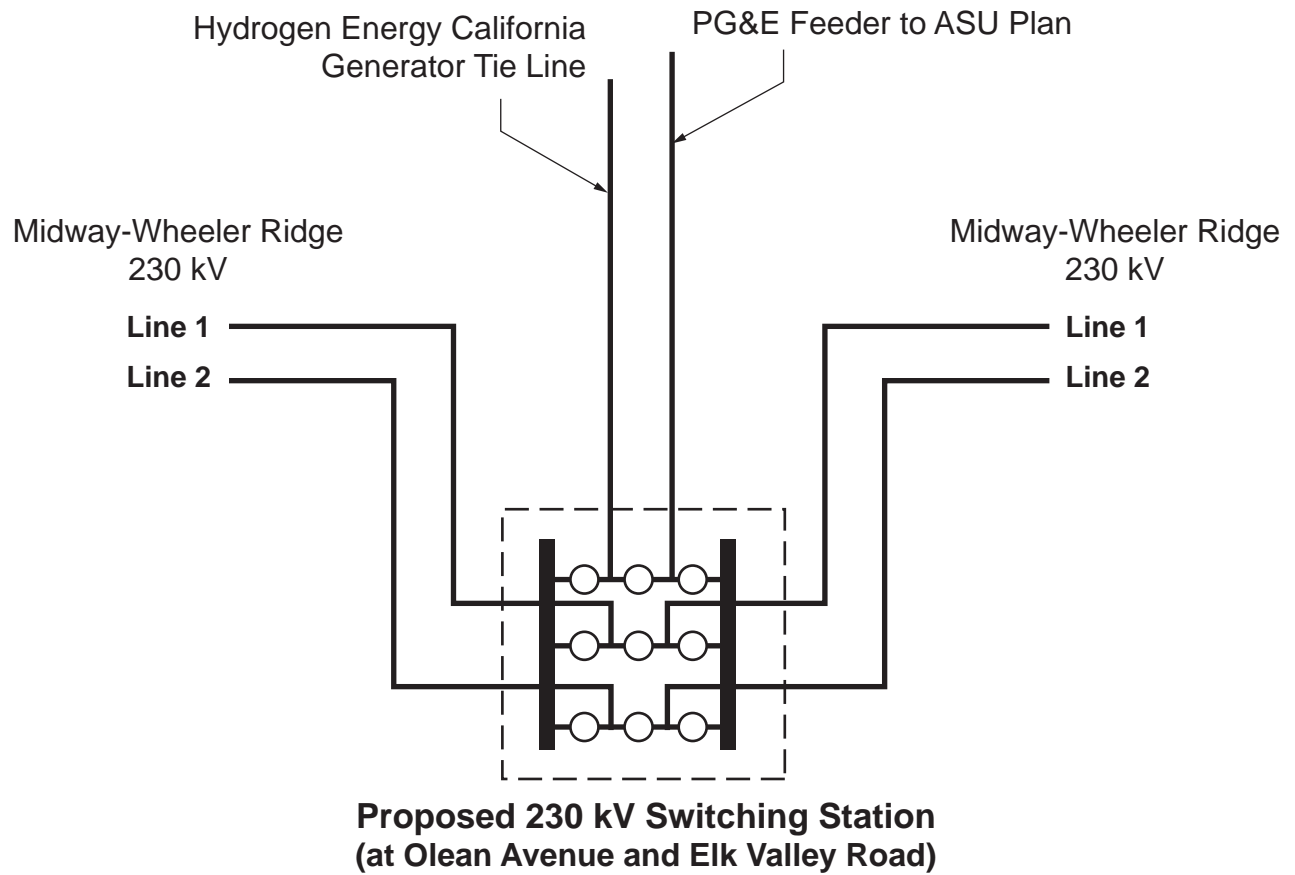 Hydrogen Energy California
Generator Tie Line
PG&E Feeder to ASU Plan
Midway-Wheeler Ridge
230 kV
Line 1
Line 2
Midway-Wheeler Ridge
230 kV
Line 1
Line 2
Proposed 230 kV Switching Station
(at Olean Avenue and Elk Valley Road)